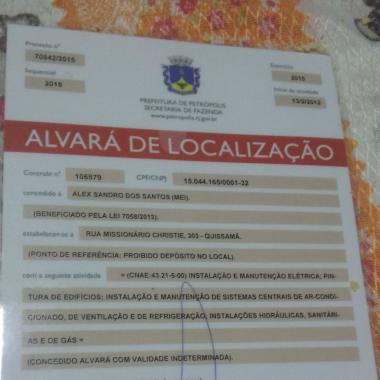 Processo nº
70642/2015
Exercício
2015
Sequencial
2015
Início da atividade
13/2/2012
PREFEITURA DE PETRÓPOLIS
SECRETARIA DE FAZENDA
www.petropolis.rj.gov.br
ALVARÁ DE LOCALIZAÇÃO
Controle nº 106979 CPF/CNPJ 15.044.165/0001-32
concedido à ALEX SANDRO DOS SANTOS (MEI).
(BENEFICIADO PELA LEI 7058/2013).
estabelecer-se à RUA MISSIONÁRIO CHRISTIE, 303 - QUISSAMÃ.
(PONTO DE REFERÊNCIA: PROIBIDO DEPÓSITO NO LOCAL).
com a seguinte atividade = (CNAE:43.21-5-00) INSTALAÇÃO E MANUTENÇÃO ELÉTRICA; PIN-
TURA DE EDIFÍCIOS; INSTALAÇÃO E MANUTENÇÃO DE SISTEMAS CENTRAIS DE AR-CONDI-
CIONADO, DE VENTILAÇÃO E DE REFRIGERAÇÃO, INSTALAÇÕES HIDRÁULICAS, SANITÁRI-
AS E DE GÁS =
(CONCEDIDO ALVARÁ COM VALIDADE INDETERMINADA).